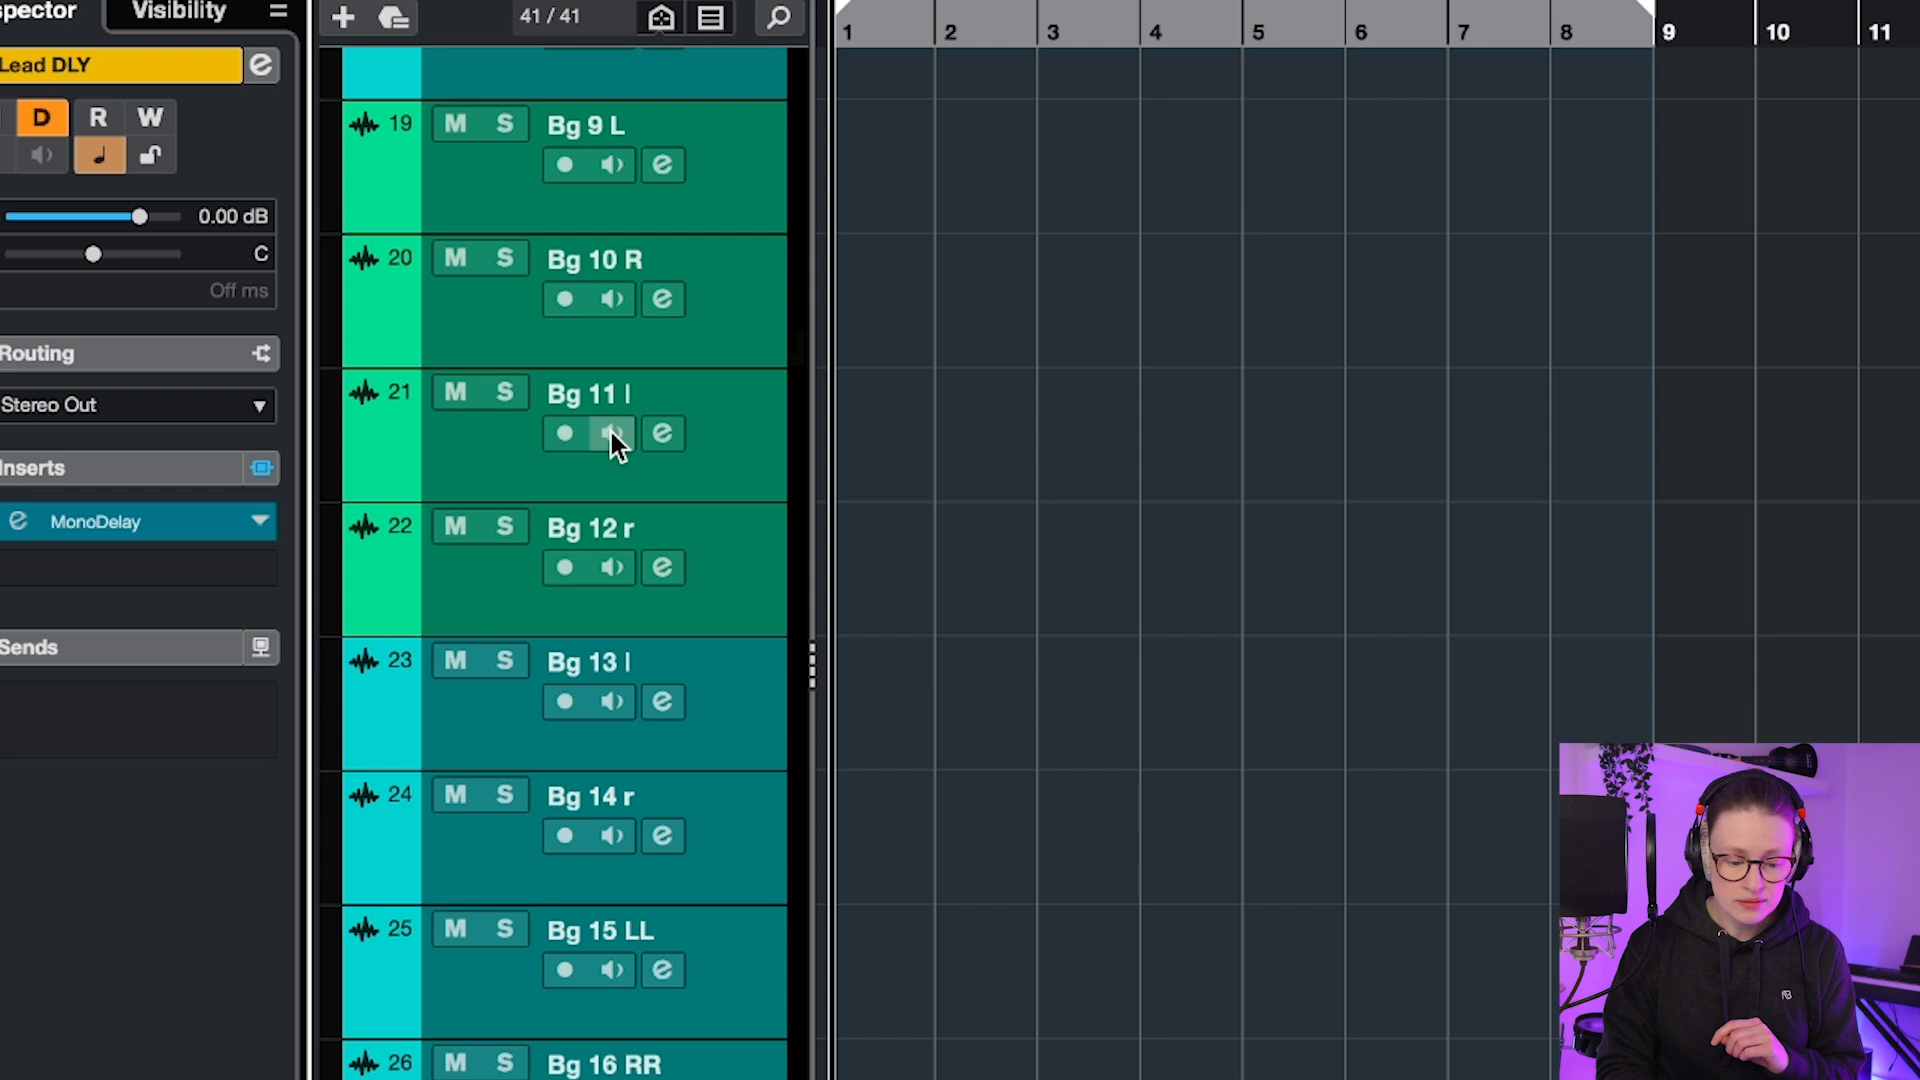 spector
Visibility
41 / 41
1
2
3
4
5
6
7
8
9
10
11
Lead DLY
D
R
W
0.00 dB
C
Off ms
Routing
Stereo Out
Inserts
MonoDelay
Sends
19
M
S
Bg 9 L
20
M
S
Bg 10 R
21
M
S
Bg 11 l
22
M
S
Bg 12 r
23
M
S
Bg 13 l
24
M
S
Bg 14 r
25
M
S
Bg 15 LL
26
M
S
Bg 16 RR